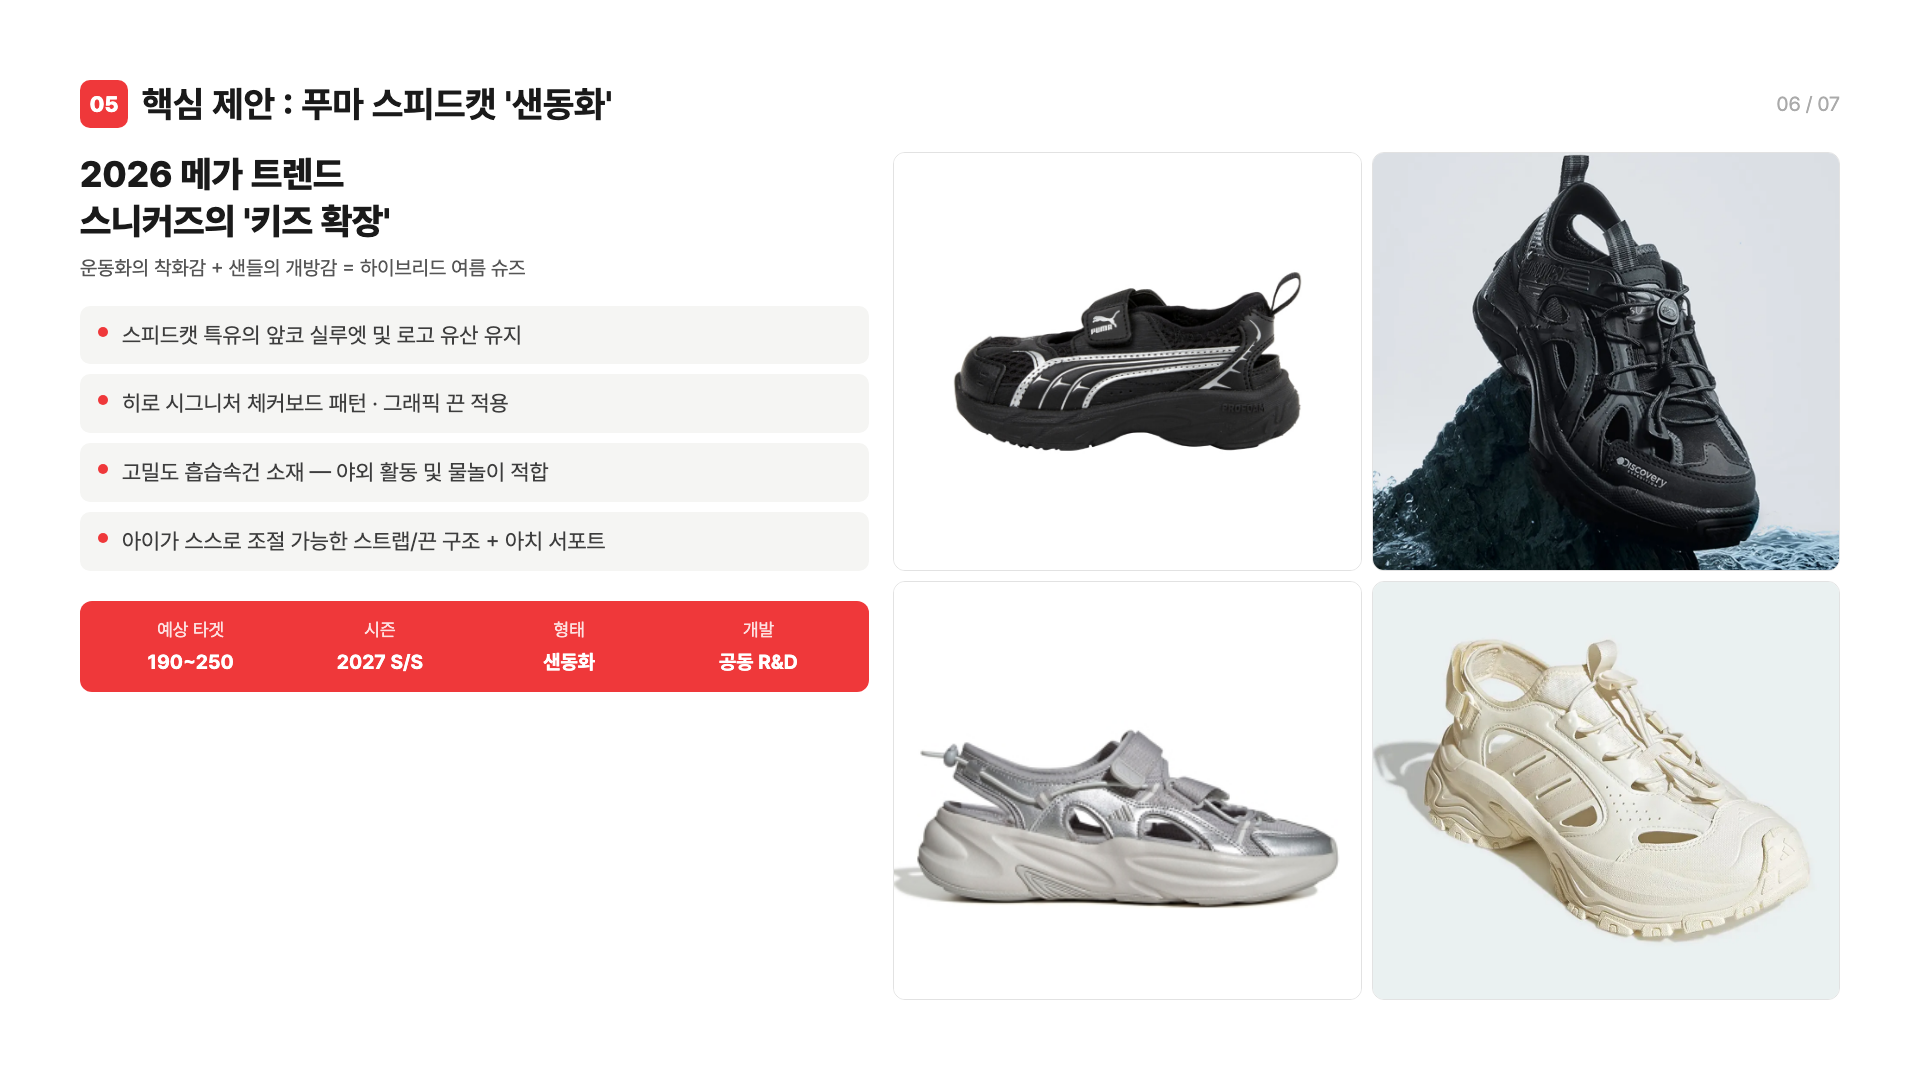 05
핵심 제안 : 푸마 스피드캣 '샌동화'
06 / 07
2026 메가 트렌드
스니커즈의 '키즈 확장'
운동화의 착화감 + 샌들의 개방감 = 하이브리드 여름 슈즈
스피드캣 특유의 앞코 실루엣 및 로고 유산 유지
히로 시그니처 체커보드 패턴 · 그래픽 끈 적용
고밀도 흡습속건 소재 — 야외 활동 및 물놀이 적합
아이가 스스로 조절 가능한 스트랩/끈 구조 + 아치 서포트
예상 타겟
190~250
시즌
2027 S/S
형태
샌동화
개발
공동 R&D
PUMA
Discovery